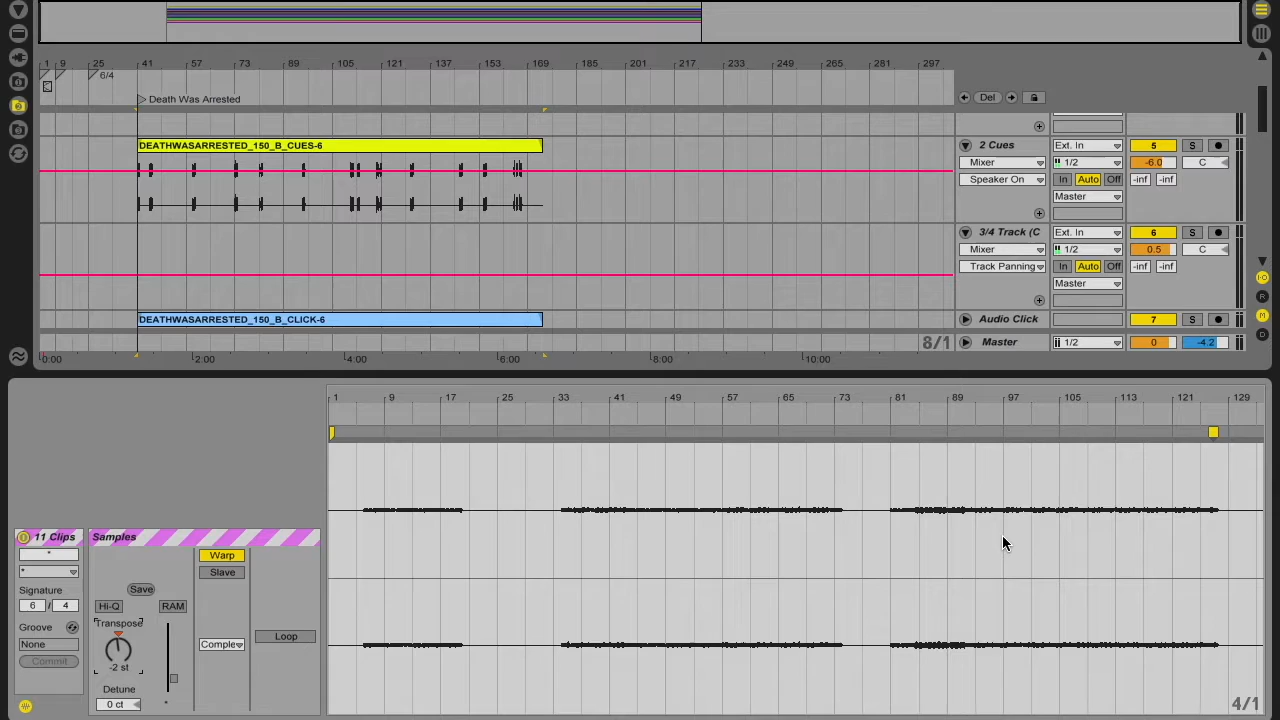 1 9 25 41 57 73 89 105 121 137 153 169 185 201 217 233 249 265 281 297
6/4
Del
Death Was Arrested
DEATHWASARRESTED_150_B_CUES-6
2 Cues Ext. In 5 S
Mixer 1/2 -6.0 C
Speaker On In Auto Off -inf -inf
Master
3/4 Track (C Ext. In 6 S
Mixer 1/2 0.5 C
Track Panning In Auto Off -inf -inf
Master
DEATHWASARRESTED_150_B_CLICK-6
Audio Click 7 S
8/1 Master 1/2 0 -4.2
0:00 2:00 4:00 6:00 8:00 10:00
I-O
R
M
D
1 9 17 25 33 41 49 57 65 73 81 89 97 105 113 121 129
11 Clips
*
*
Signature
6 / 4
Groove
None
Commit
Samples
Save
Hi-Q RAM
Transpose
-2 st
Detune
0 ct
*
Warp
Slave
Comple
Loop
4/1